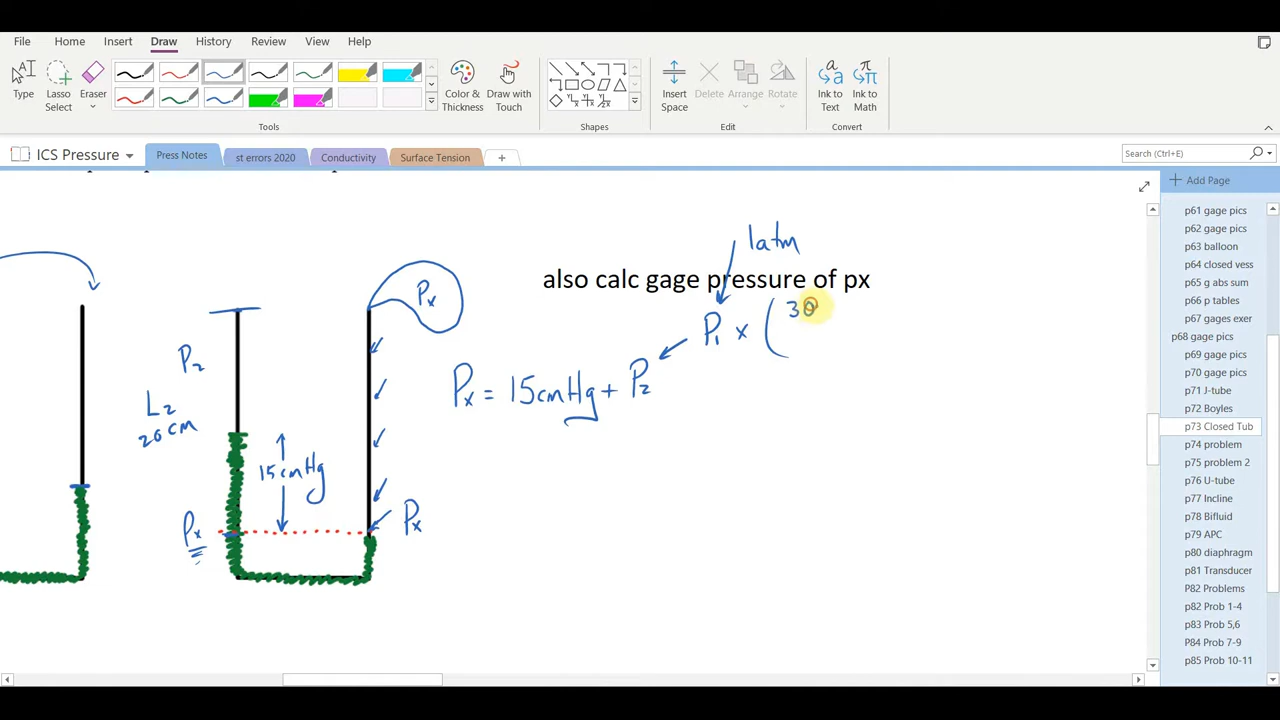 File Home Insert Draw History Review View Help
Type Lasso Select Eraser Color & Thickness Draw with Touch Insert Space Delete Arrange Rotate Ink to Text Ink to Math
Tools Shapes Edit Convert
ICS Pressure Press Notes st errors 2020 Conductivity Surface Tension + Search (Ctrl+E)
+ Add Page
p61 gage pics
p62 gage pics
p63 balloon
p64 closed vess
p65 g abs sum
p66 p tables
p67 gages exer
p68 gage pics
p69 gage pics
p70 gage pics
p71 J-tube
p72 Boyles
p73 Closed Tub
p74 problem
p75 problem 2
p76 U-tube
p77 Incline
p78 Bifluid
p79 APC
p80 diaphragm
p81 Transducer
P82 Problems
p82 Prob 1-4
p83 Prob 5,6
P84 Prob 7-9
p85 Prob 10-11
1atm
also calc gage pressure of px
P1 x ( 30
Px = 15cmHg + P2
Px
P2
L2
20cm
15cmHg
Px
Px